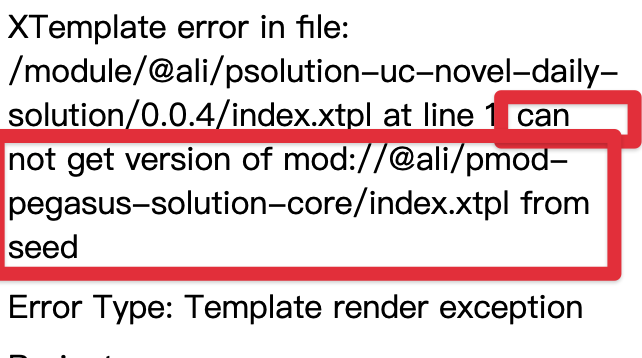 XTemplate error in file:
/module/@ali/psolution-uc-novel-daily-
solution/0.0.4/index.xtpl at line 1 can
not get version of mod://@ali/pmod-
pegasus-solution-core/index.xtpl from
seed
Error Type: Template render exception